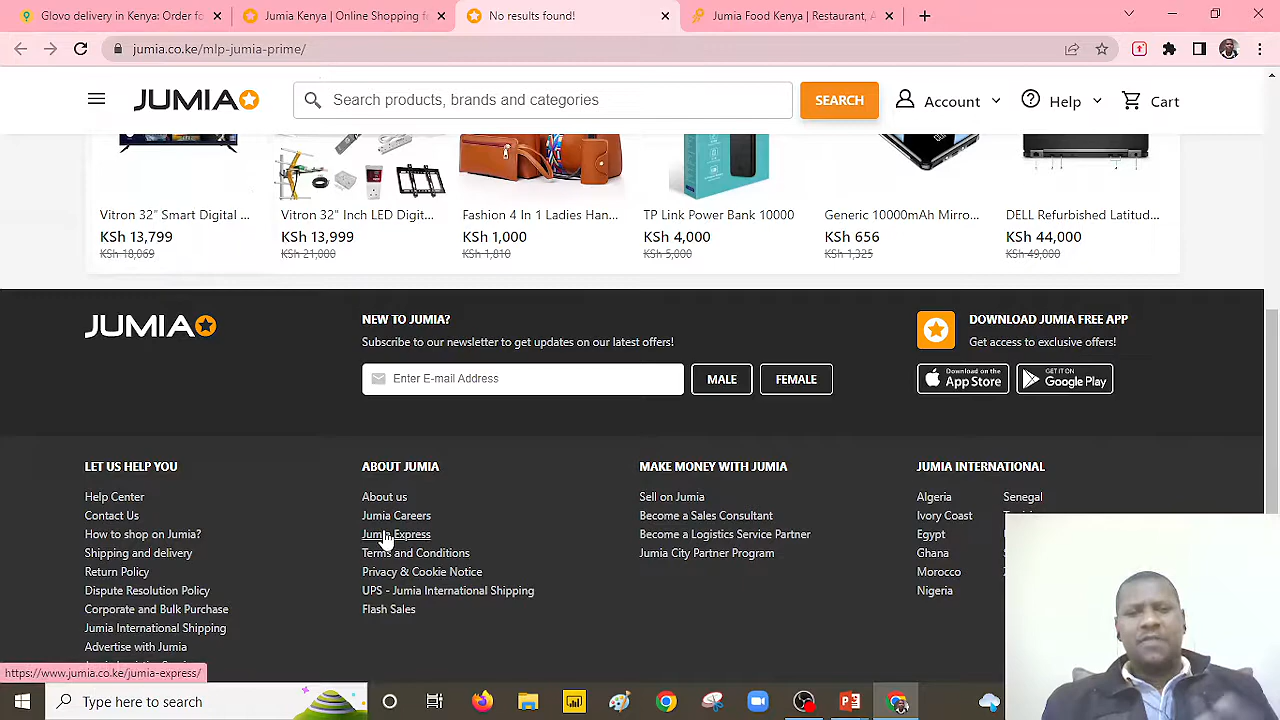 Glovo delivery in Kenya: Order fo
Jumia Kenya | Online Shopping f
No results found!
Jumia Food Kenya | Restaurant, A
jumia.co.ke/mlp-jumia-prime/
JUMIA
Search products, brands and categories
SEARCH
Account
Help
Cart
Vitron 32" Smart Digital ...
Vitron 32" Inch LED Digit...
Fashion 4 In 1 Ladies Han...
TP Link Power Bank 10000
Generic 10000mAh Mirro...
DELL Refurbished Latitud...
KSh 13,799
KSh 13,999
KSh 1,000
KSh 4,000
KSh 656
KSh 44,000
KSh 18,069
KSh 21,000
KSh 1,810
KSh 5,000
KSh 1,325
KSh 49,000
JUMIA
NEW TO JUMIA?
Subscribe to our newsletter to get updates on our latest offers!
Enter E-mail Address
MALE
FEMALE
DOWNLOAD JUMIA FREE APP
Get access to exclusive offers!
Download on the
App Store
GET IT ON
Google Play
LET US HELP YOU
Help Center
Contact Us
How to shop on Jumia?
Shipping and delivery
Return Policy
Dispute Resolution Policy
Corporate and Bulk Purchase
Jumia International Shipping
Advertise with Jumia
ABOUT JUMIA
About us
Jumia Careers
Jumia Express
Terms and Conditions
Privacy & Cookie Notice
UPS - Jumia International Shipping
Flash Sales
MAKE MONEY WITH JUMIA
Sell on Jumia
Become a Sales Consultant
Become a Logistics Service Partner
Jumia City Partner Program
JUMIA INTERNATIONAL
Algeria
Ivory Coast
Egypt
Ghana
Morocco
Nigeria
Senegal
https://www.jumia.co.ke/jumia-express/
Type here to search